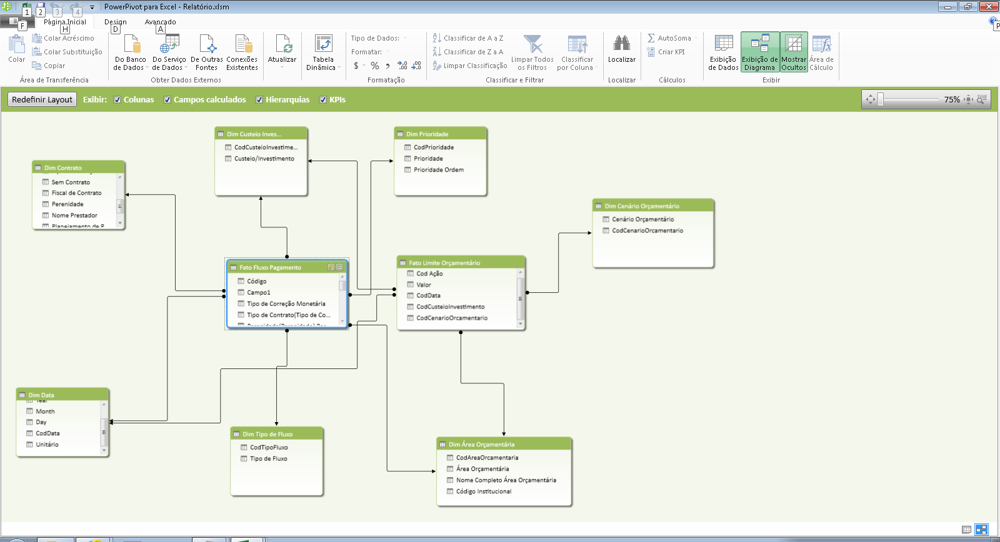 PowerPivot para Excel - Relatório.xlsm
1 2 3 4
F
Página Inicial Design Avançado
H D A P
Colar
Colar Acréscimo
Colar Substituição
Copiar
Área de Transferência
Do Banco de Dados
Do Serviço de Dados
De Outras Fontes
Conexões Existentes
Obter Dados Externos
Atualizar
Tabela Dinâmica
Tipo de Dados:
Formatar:
$ % ,
Formatação
Classificar de A a Z
Classificar de Z a A
Limpar Classificação
Limpar Todos os Filtros
Classificar por Coluna
Classificar e Filtrar
Localizar
Localizar
AutoSoma
Criar KPI
Cálculos
Exibição de Dados
Exibição de Diagrama
Mostrar Ocultos
Área de Cálculo
Exibir
Redefinir Layout Exibir: Colunas Campos calculados Hierarquias KPIs 75%
Dim Custeio Inves...
CodCusteioInvestime...
Custeio/Investimento
Dim Prioridade
CodPrioridade
Prioridade
Prioridade Ordem
Dim Contrato
Sem Contrato
Fiscal de Contrato
Perenidade
Nome Prestador
Planejamento de P
Dim Cenário Orçamentário
Cenário Orçamentário
CodCenarioOrcamentario
Fato Fluxo Pagamento
Código
Campo1
Tipo de Correção Monetária
Tipo de Contrato(Tipo de Co...
Fato Limite Orçamentário
Cod Ação
Valor
CodData
CodCusteioInvestimento
CodCenarioOrcamentario
Dim Data
Year
Month
Day
CodData
Unitário
Dim Tipo de Fluxo
CodTipoFluxo
Tipo de Fluxo
Dim Área Orçamentária
CodAreaOrcamentaria
Área Orçamentária
Nome Completo Área Orçamentária
Código Institucional